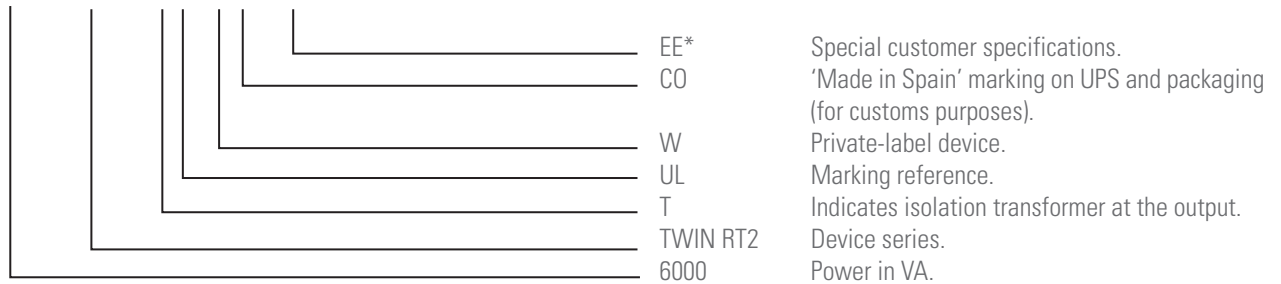 EE* Special customer specifications.
CO ‘Made in Spain’ marking on UPS and packaging
(for customs purposes).
W Private-label device.
UL Marking reference.
T Indicates isolation transformer at the output.
TWIN RT2 Device series.
6000 Power in VA.